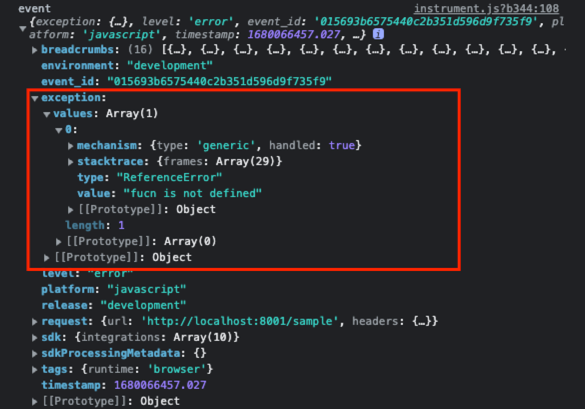 event
instrument.js?b344:108
{exception: {…}, level: 'error', event_id: '015693b6575440c2b351d596d9f735f9', pl
atform: 'javascript', timestamp: 1680066457.027, …} i
breadcrumbs: (16) [{…}, {…}, {…}, {…}, {…}, {…}, {…}, {…}, {…}, {…}, {…},
environment: "development"
event_id: "015693b6575440c2b351d596d9f735f9"
exception:
values: Array(1)
0:
mechanism: {type: 'generic', handled: true}
stacktrace: {frames: Array(29)}
type: "ReferenceError"
value: "fucn is not defined"
[[Prototype]]: Object
length: 1
[[Prototype]]: Array(0)
[[Prototype]]: Object
level: "error"
platform: "javascript"
release: "development"
request: {url: 'http://localhost:8001/sample', headers: {…}}
sdk: {integrations: Array(10)}
sdkProcessingMetadata: {}
tags: {runtime: 'browser'}
timestamp: 1680066457.027
[[Prototype]]: Object